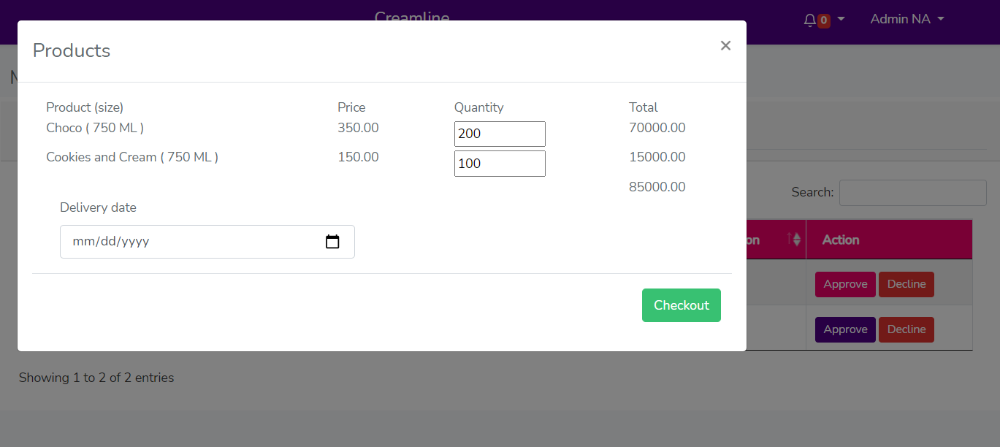 Creamline
0
Admin NA
Products
×
Product (size) Price Quantity Total
Choco ( 750 ML ) 350.00 200 70000.00
Cookies and Cream ( 750 ML ) 150.00 100 15000.00
85000.00
Delivery date
mm/dd/yyyy
Checkout
Search:
Action
Approve Decline
Approve Decline
Showing 1 to 2 of 2 entries